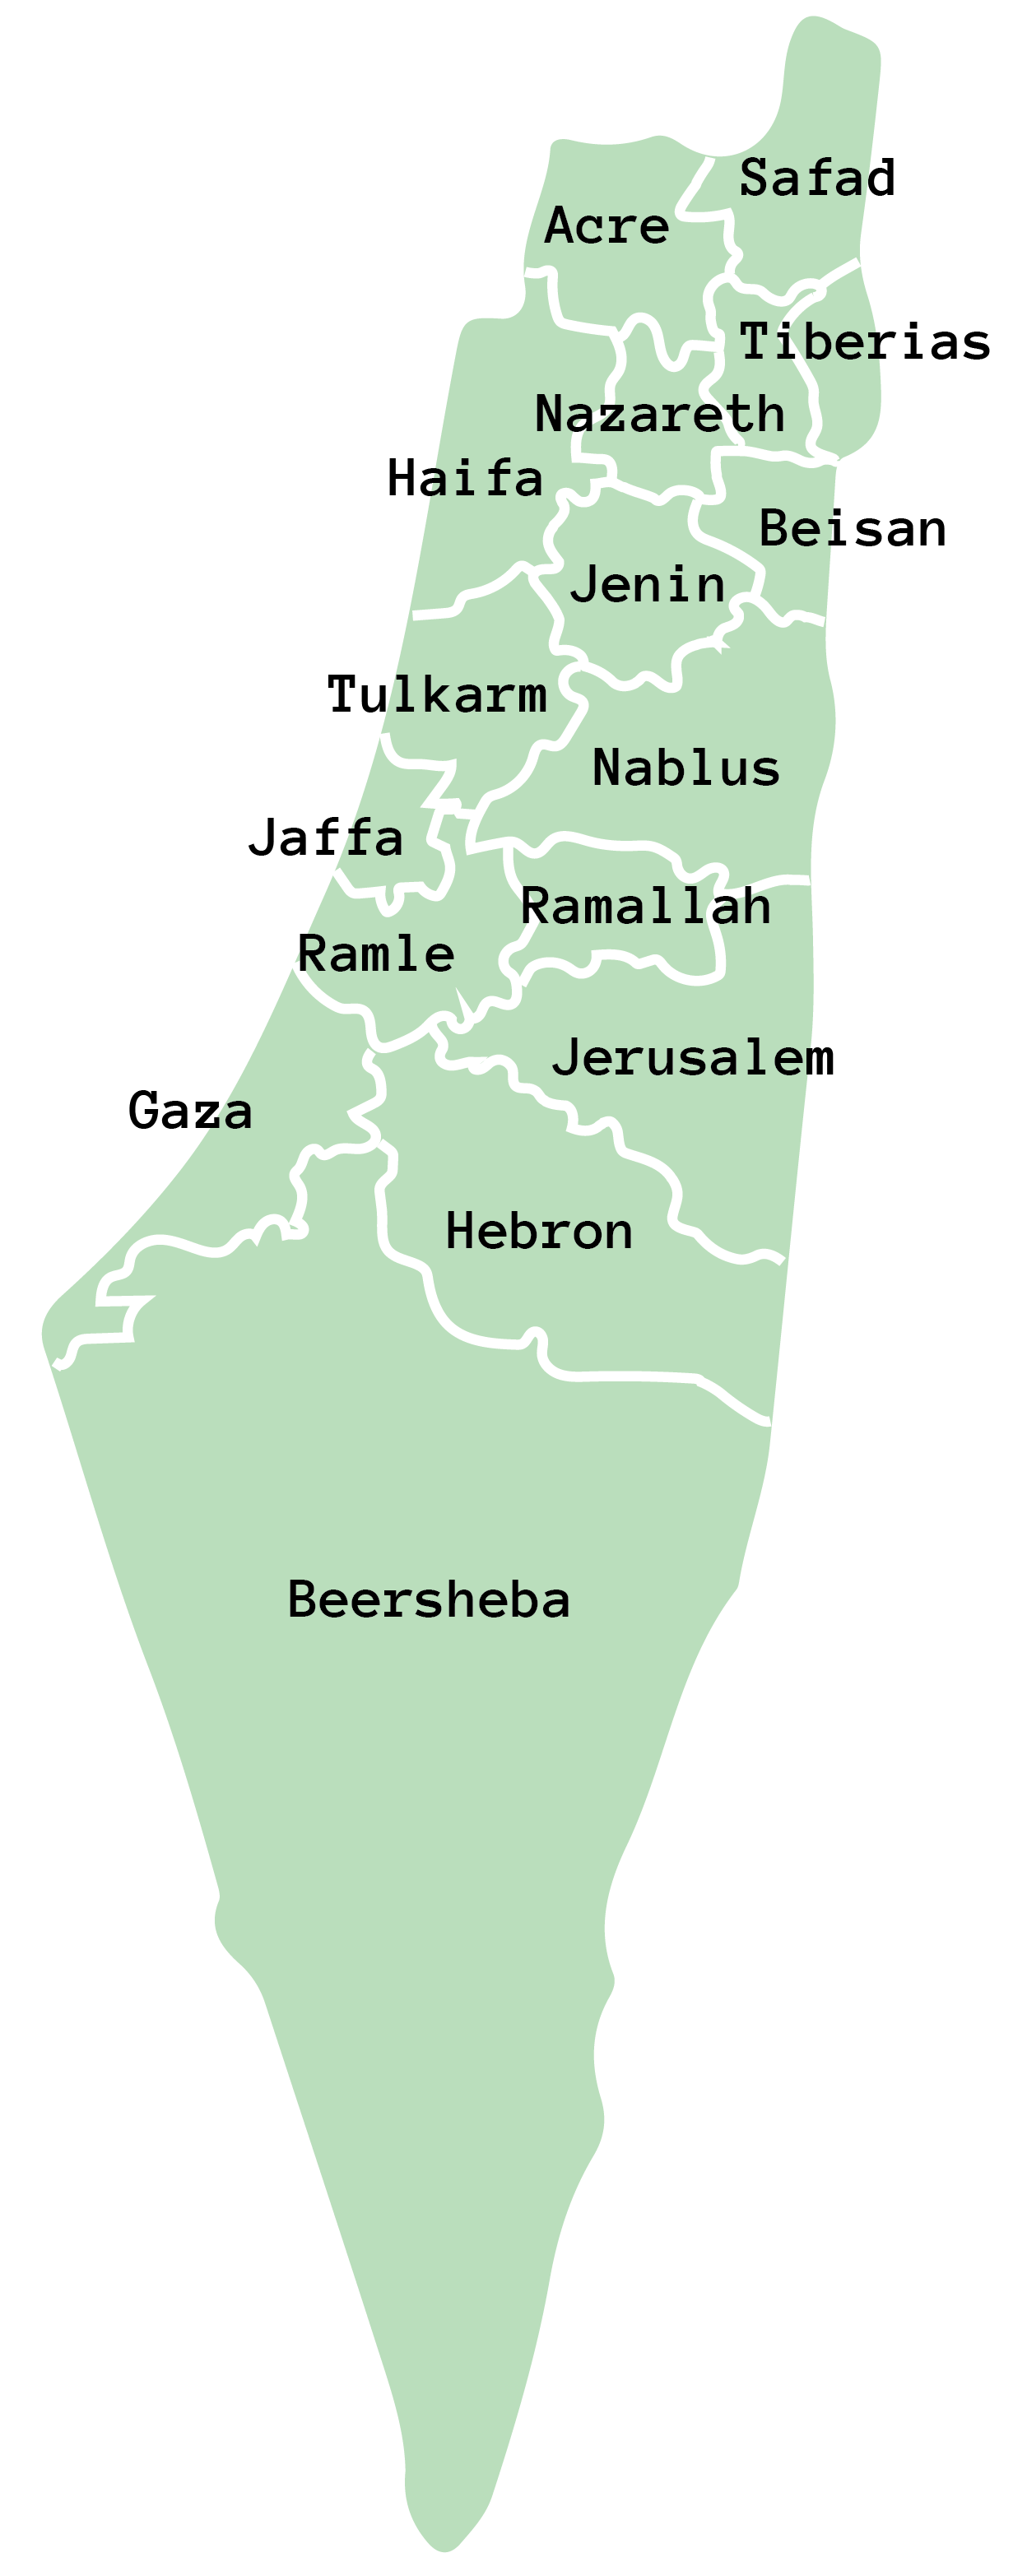 Safad
Acre
Tiberias
Nazareth
Haifa
Beisan
Jenin
Tulkarm
Nablus
Jaffa
Ramallah
Ramle
Jerusalem
Gaza
Hebron
Beersheba